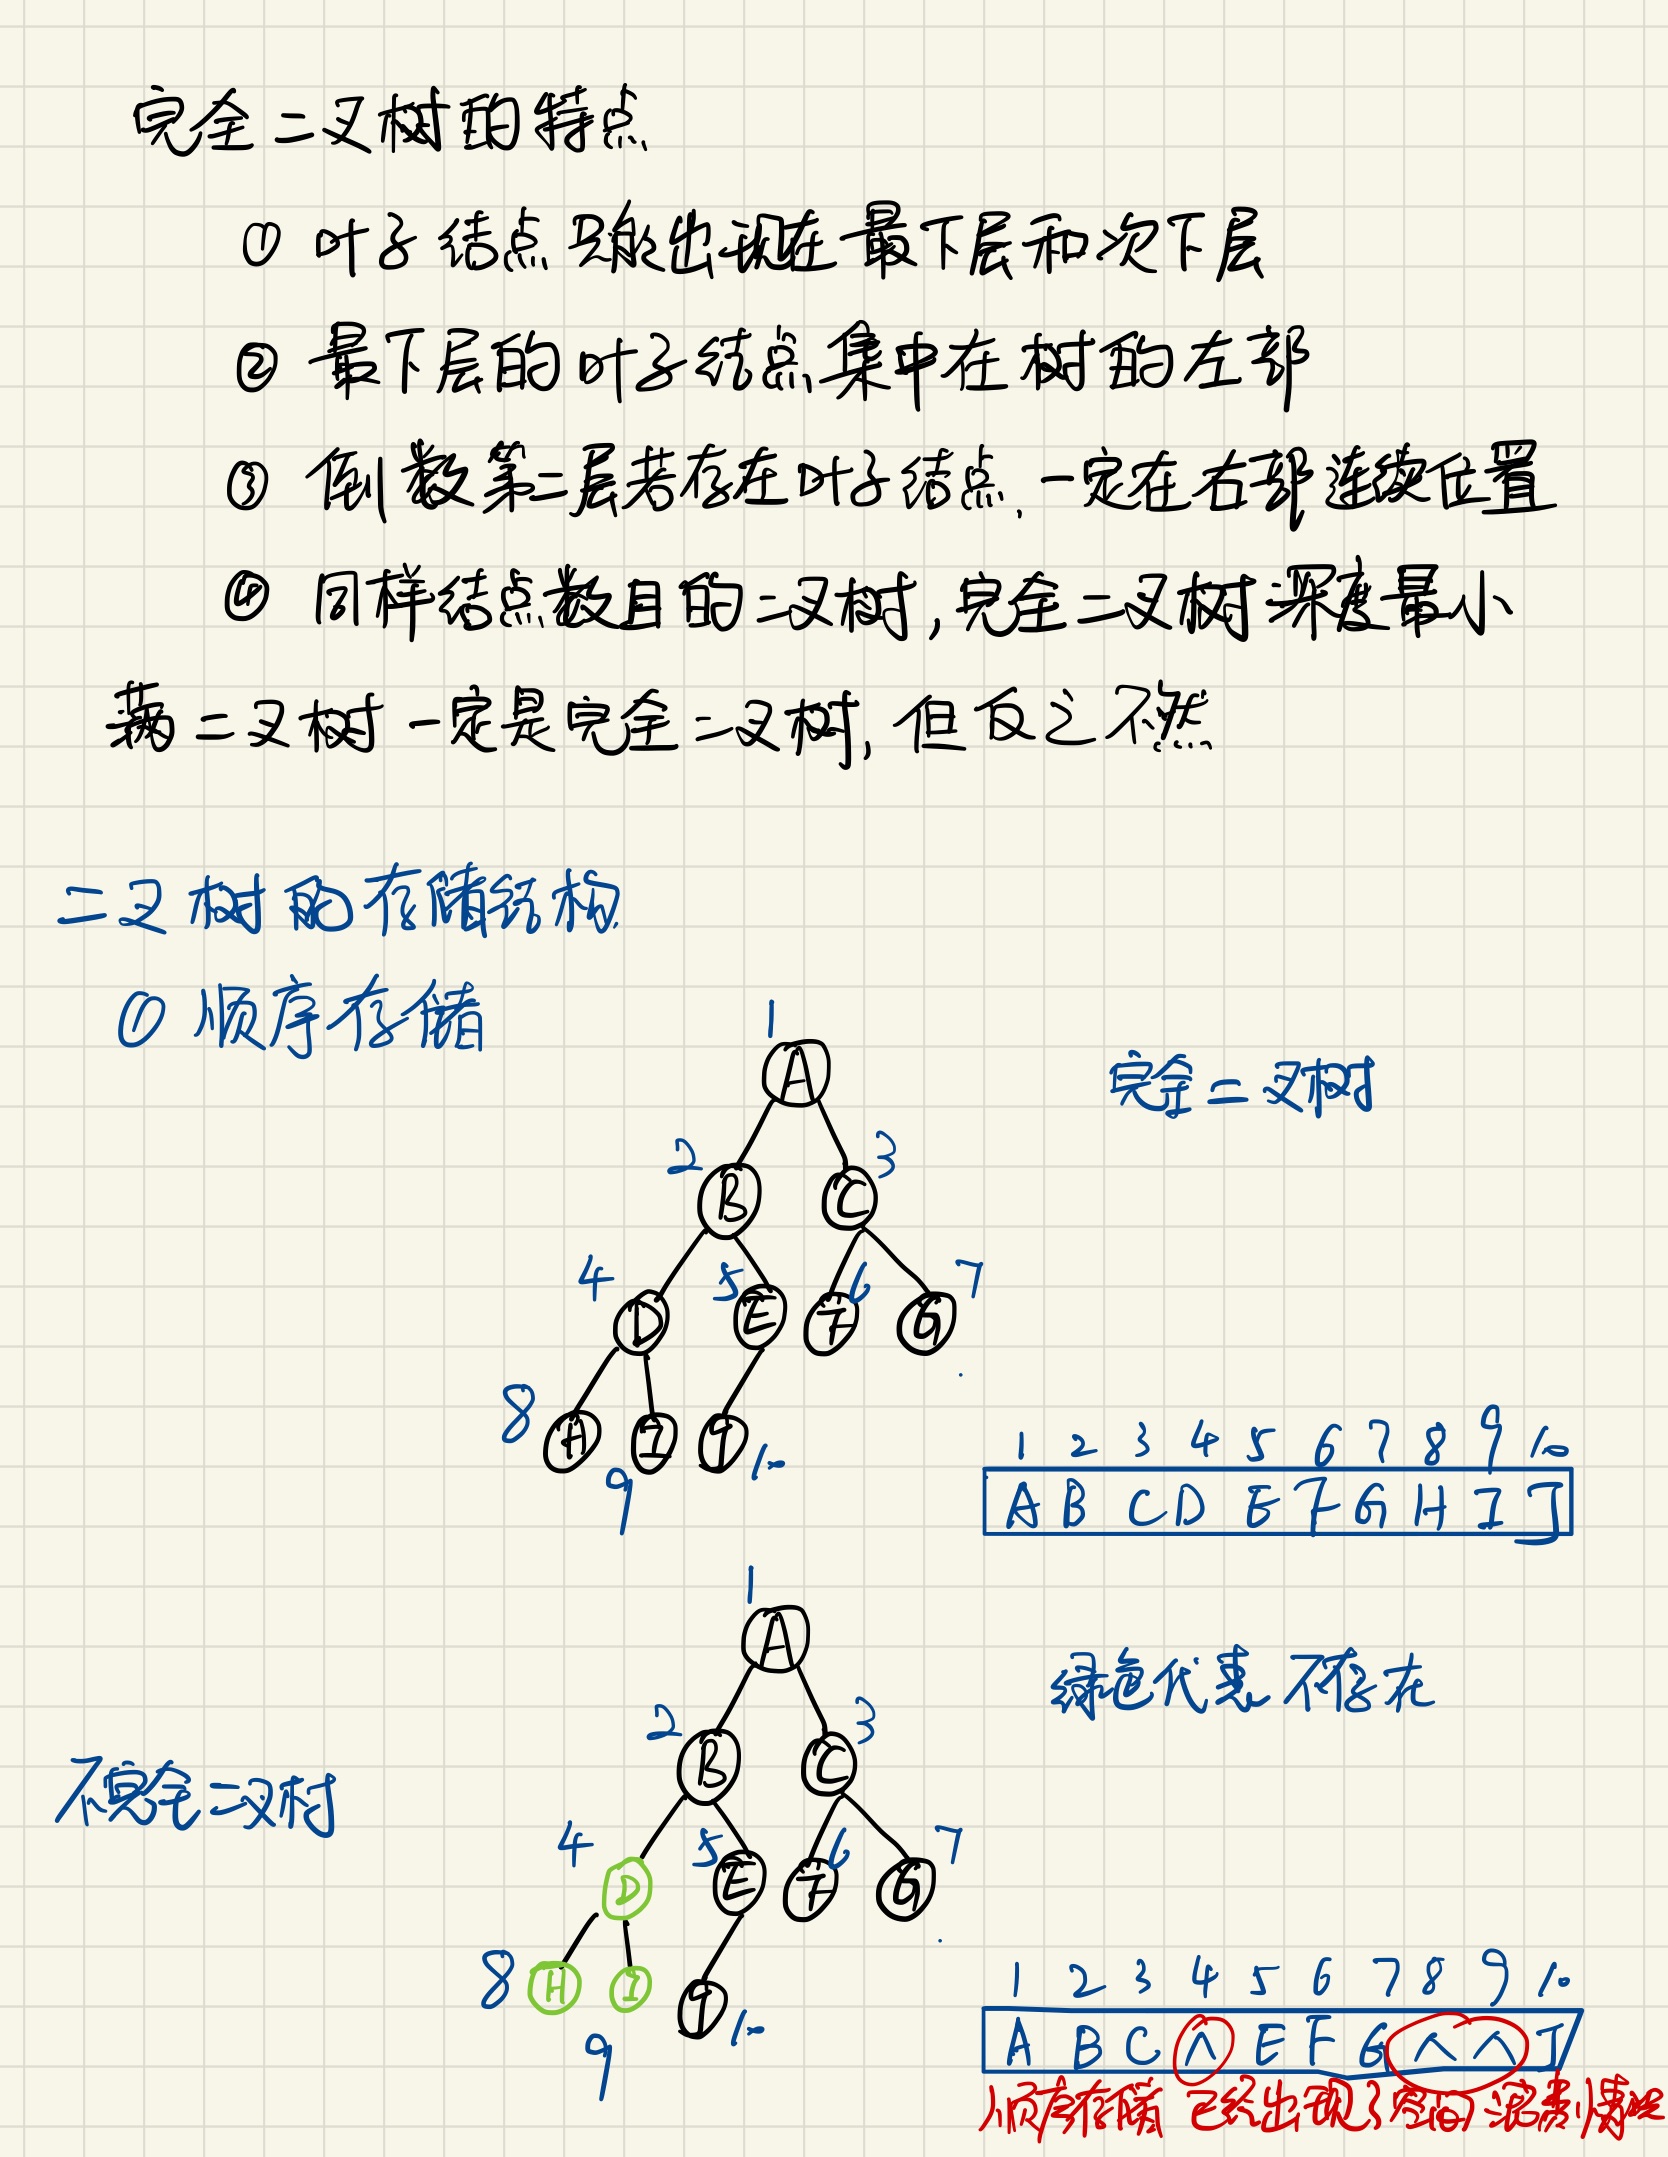 完全二叉树的特点
① 叶子结点只能出现在最下层和次下层
② 最下层的叶子结点集中在树的左部
③ 倒数第二层若存在叶子结点,一定在右部连续位置
④ 同样结点数目的二叉树,完全二叉树深度最小
满二叉树一定是完全二叉树,但反之不然
二叉树的存储结构
① 顺序存储
1
A
完全二叉树
2 3
B C
4 5 6 7
D E F G
8 H I J 10
9
1 2 3 4 5 6 7 8 9 10
A B C D E F G H I J
1
A
绿色代表不存在
2 3
B C
不完全二叉树
4 5 6 7
D E F G
8 H I J 10
9
1 2 3 4 5 6 7 8 9 10
A B C ^ E F G ^ ^ J
顺序存储 已经出现了空间浪费情况